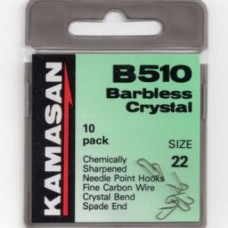 KAMASAN
B510
Barbless
Crystal
10
pack
SIZE
22
Chemically
Sharpened
Needle Point Hooks
Fine Carbon Wire
Crystal Bend
Spade End